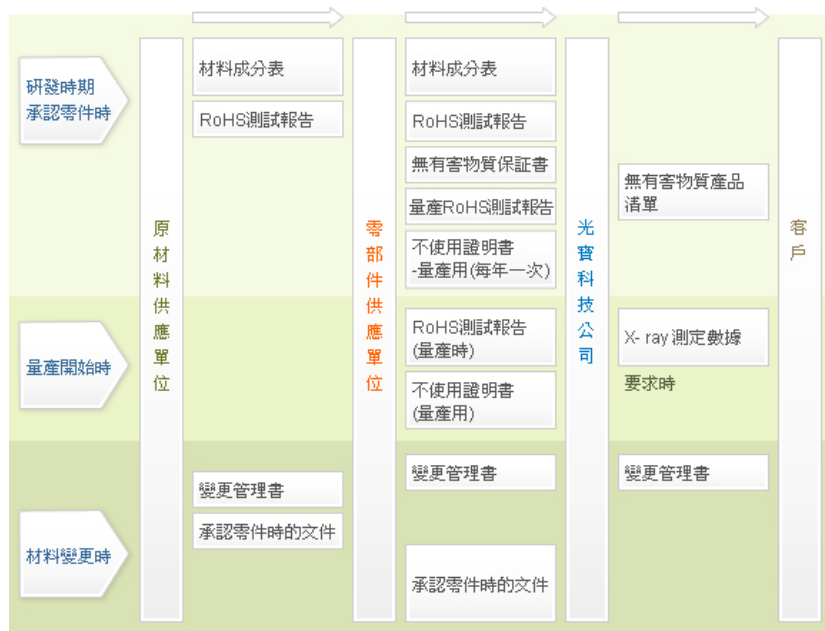 研發時期
承認零件時
材料成分表
RoHS測試報告
材料成分表
RoHS測試報告
無有害物質保証書
量產RoHS測試報告
不使用證明書
-量產用(每年一次)
無有害物質產品
清單
原材料供應單位
零部件供應單位
光寶科技公司
客戶
量產開始時
RoHS測試報告
(量產時)
不使用證明書
(量產用)
X- ray 測定數據
要求時
材料變更時
變更管理書
承認零件時的文件
變更管理書
承認零件時的文件
變更管理書